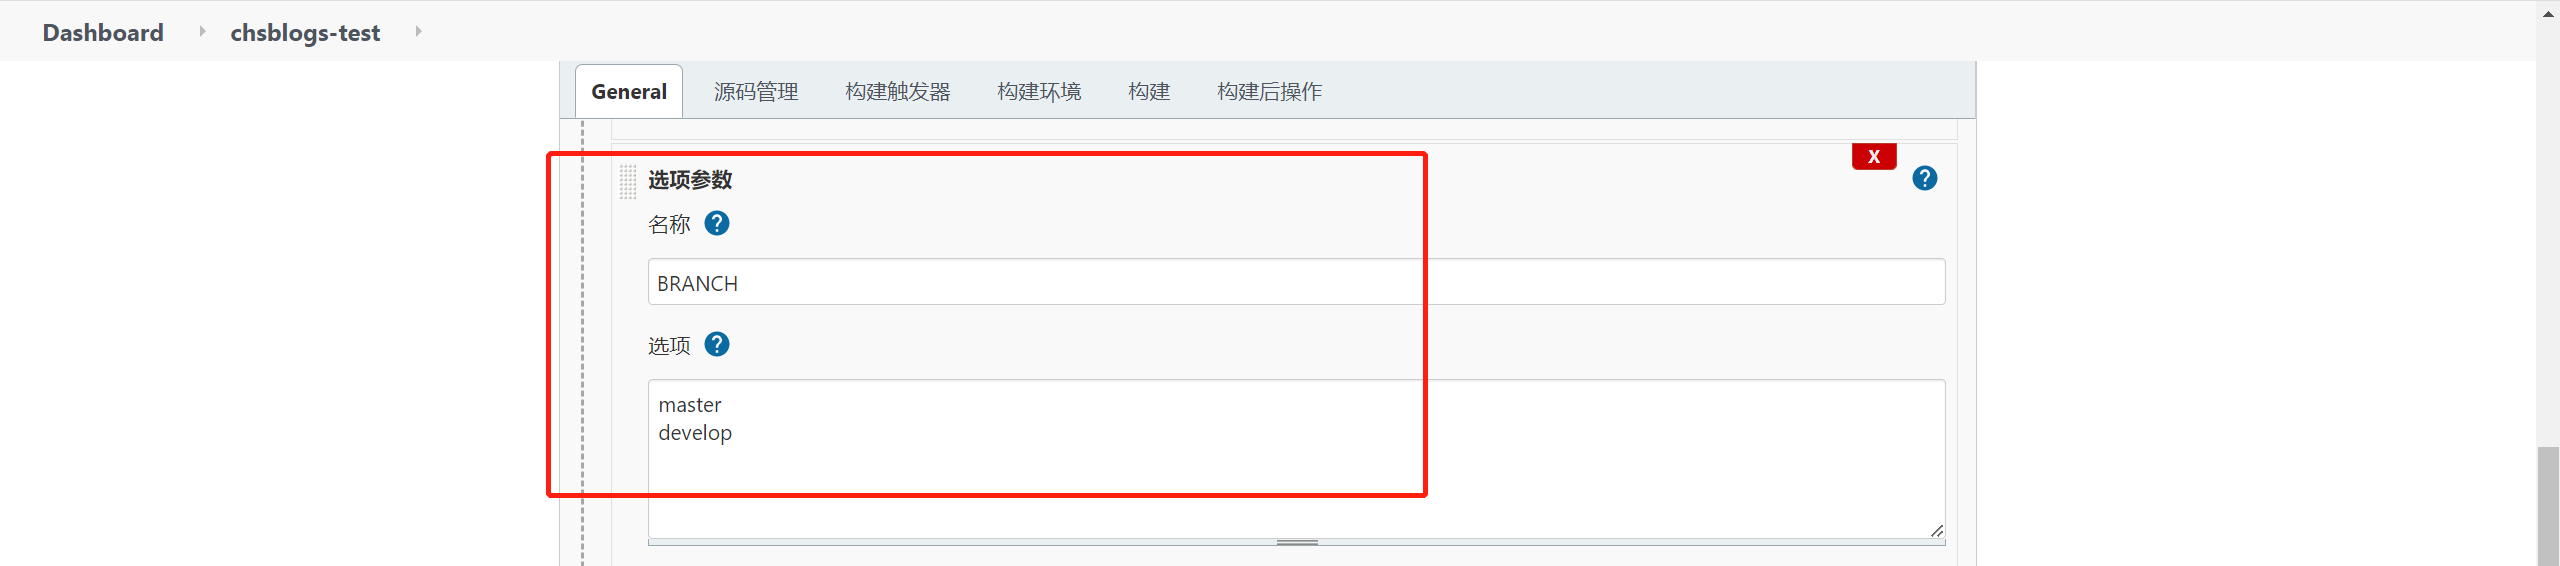 Dashboard chsblogs-test
General 源码管理 构建触发器 构建环境 构建 构建后操作
X
选项参数 ?
名称 ?
BRANCH
选项 ?
master
develop